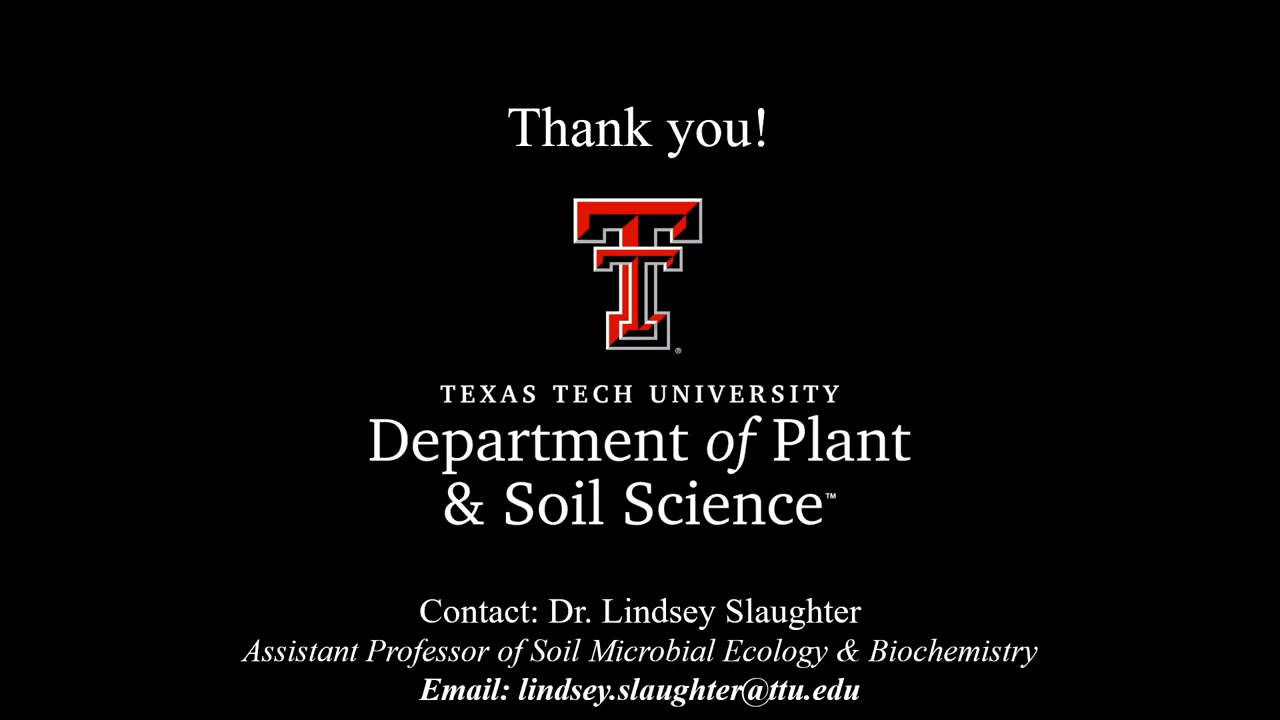 Thank you!
TEXAS TECH UNIVERSITY
Department of Plant
& Soil Science™
Contact: Dr. Lindsey Slaughter
Assistant Professor of Soil Microbial Ecology & Biochemistry
Email: lindsey.slaughter@ttu.edu